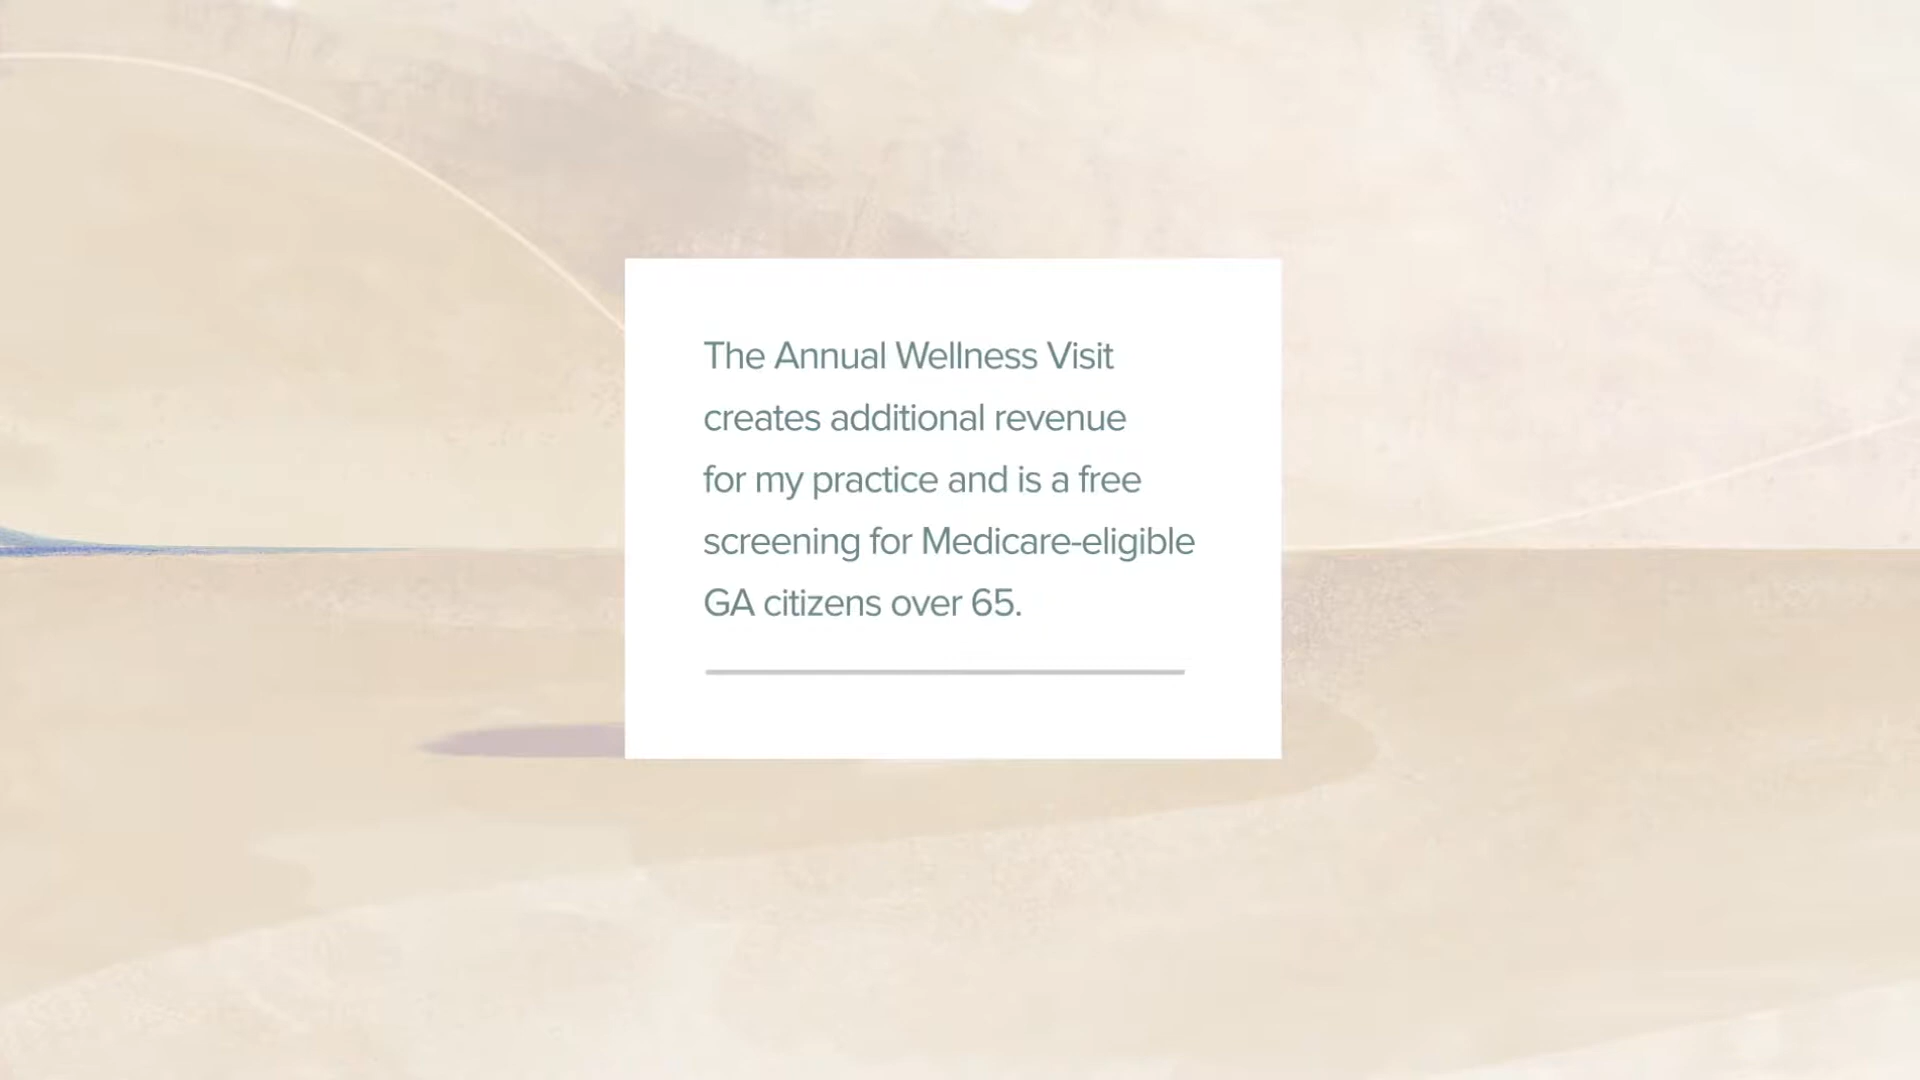 The Annual Wellness Visit
creates additional revenue
for my practice and is a free
screening for Medicare-eligible
GA citizens over 65.